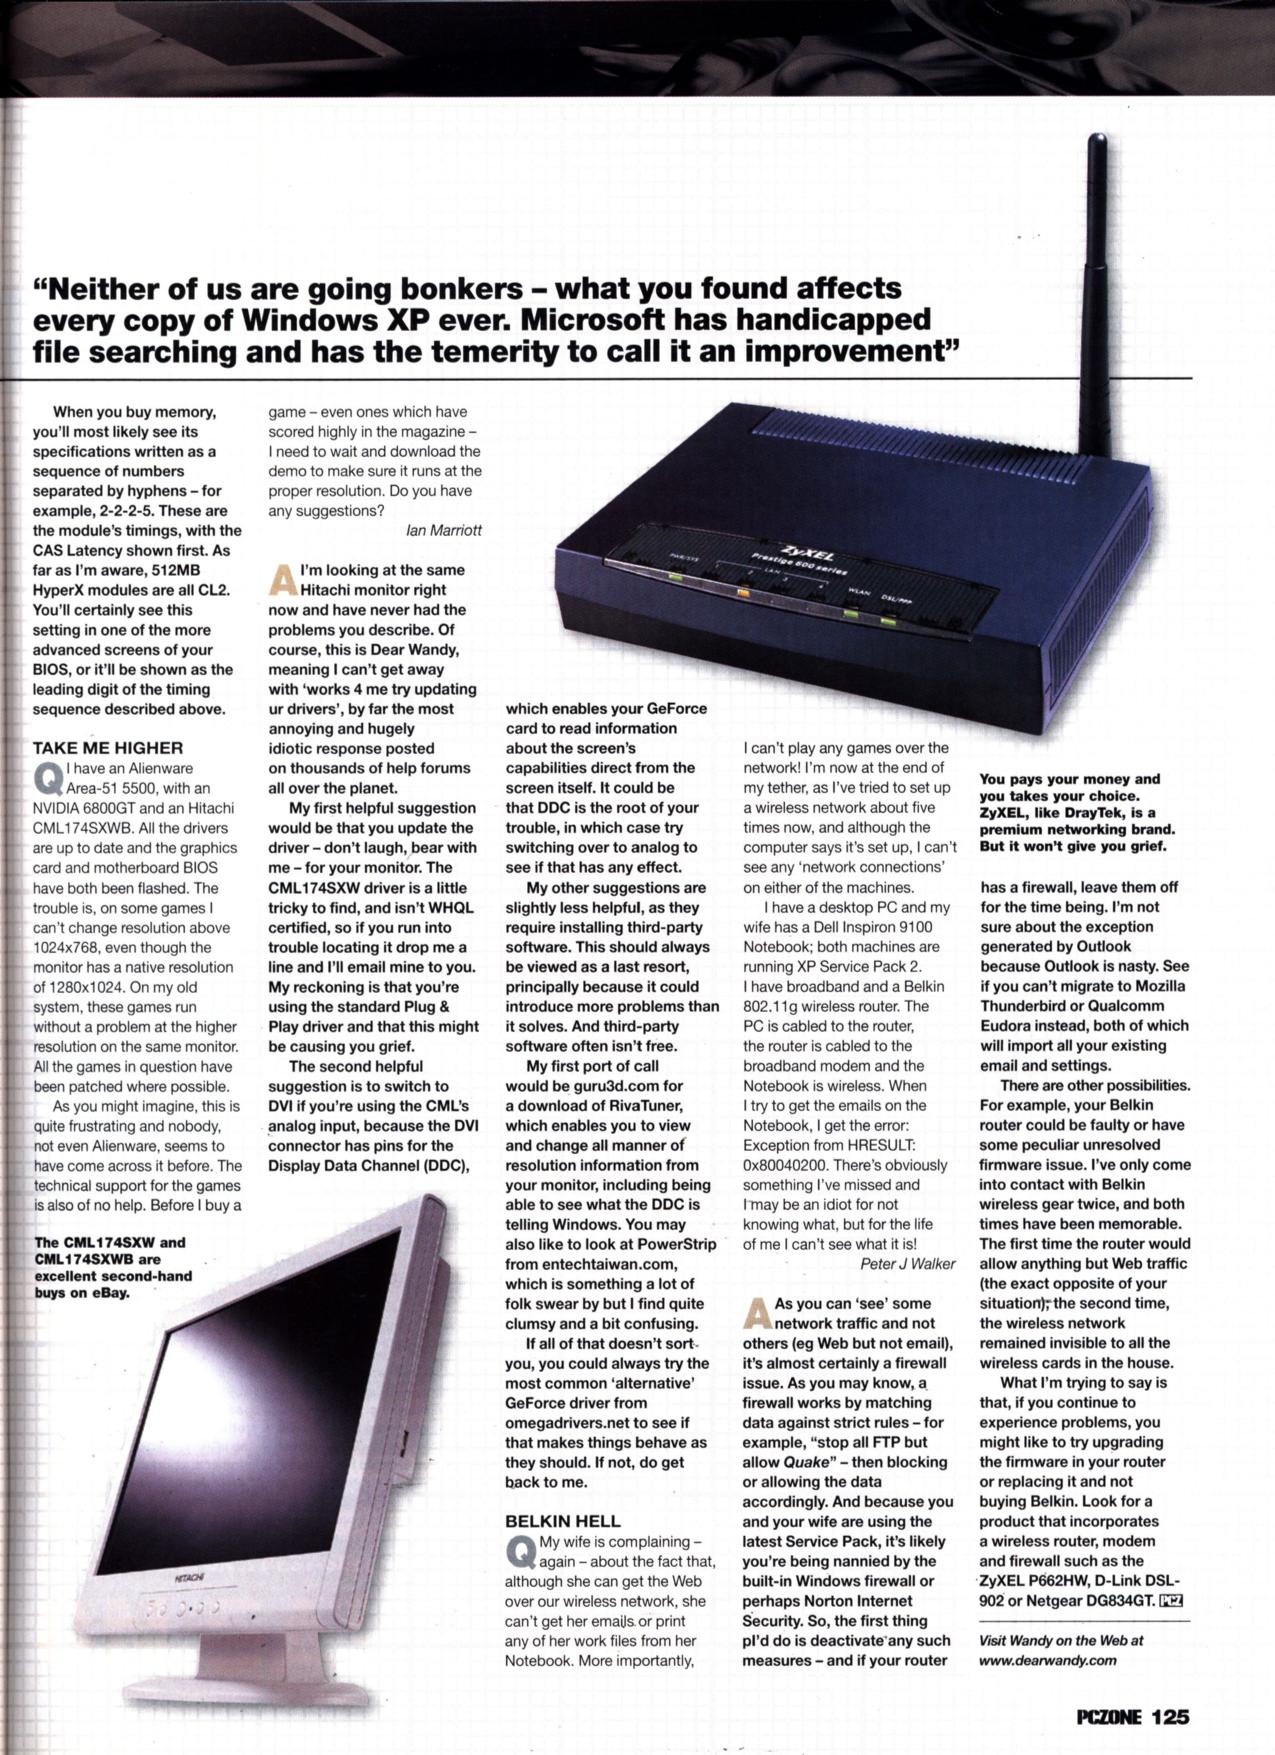 “Neither of us are going bonkers – what you found affects
every copy of Windows XP ever. Microsoft has handicapped
file searching and has the temerity to call it an improvement”
When you buy memory,
you'll most likely see its
specifications written as a
sequence of numbers
separated by hyphens – for
example, 2-2-2-5. These are
the module's timings, with the
CAS Latency shown first. As
far as I'm aware, 512MB
HyperX modules are all CL2.
You'll certainly see this
setting in one of the more
advanced screens of your
BIOS, or it'll be shown as the
leading digit of the timing
sequence described above.
TAKE ME HIGHER
Q I have an Alienware
Area-51 5500, with an
NVIDIA 6800GT and an Hitachi
CML174SXWB. All the drivers
are up to date and the graphics
card and motherboard BIOS
have both been flashed. The
trouble is, on some games I
can't change resolution above
1024x768, even though the
monitor has a native resolution
of 1280x1024. On my old
system, these games run
without a problem at the higher
resolution on the same monitor.
All the games in question have
been patched where possible.
As you might imagine, this is
quite frustrating and nobody,
not even Alienware, seems to
have come across it before. The
technical support for the games
is also of no help. Before I buy a
The CML174SXW and
CML174SXWB are
excellent second-hand
buys on eBay.
HITACHI
game – even ones which have
scored highly in the magazine –
I need to wait and download the
demo to make sure it runs at the
proper resolution. Do you have
any suggestions?
Ian Marriott
A I'm looking at the same
Hitachi monitor right
now and have never had the
problems you describe. Of
course, this is Dear Wandy,
meaning I can't get away
with ‘works 4 me try updating
ur drivers’, by far the most
annoying and hugely
idiotic response posted
on thousands of help forums
all over the planet.
My first helpful suggestion
would be that you update the
driver – don't laugh, bear with
me – for your monitor. The
CML174SXW driver is a little
tricky to find, and isn't WHQL
certified, so if you run into
trouble locating it drop me a
line and I'll email mine to you.
My reckoning is that you're
using the standard Plug &
Play driver and that this might
be causing you grief.
The second helpful
suggestion is to switch to
DVI if you're using the CML's
analog input, because the DVI
connector has pins for the
Display Data Channel (DDC),
which enables your GeForce
card to read information
about the screen's
capabilities direct from the
screen itself. It could be
that DDC is the root of your
trouble, in which case try
switching over to analog to
see if that has any effect.
My other suggestions are
slightly less helpful, as they
require installing third-party
software. This should always
be viewed as a last resort,
principally because it could
introduce more problems than
it solves. And third-party
software often isn't free.
My first port of call
would be guru3d.com for
a download of RivaTuner,
which enables you to view
and change all manner of
resolution information from
your monitor, including being
able to see what the DDC is
telling Windows. You may
also like to look at PowerStrip
from entechtaiwan.com,
which is something a lot of
folk swear by but I find quite
clumsy and a bit confusing.
If all of that doesn't sort
you, you could always try the
most common ‘alternative’
GeForce driver from
omegadrivers.net to see if
that makes things behave as
they should. If not, do get
back to me.
BELKIN HELL
Q My wife is complaining –
again – about the fact that,
although she can get the Web
over our wireless network, she
can't get her emails or print
any of her work files from her
Notebook. More importantly,
I can't play any games over the
network! I'm now at the end of
my tether, as I've tried to set up
a wireless network about five
times now, and although the
computer says it's set up, I can't
see any ‘network connections’
on either of the machines.
I have a desktop PC and my
wife has a Dell Inspiron 9100
Notebook; both machines are
running XP Service Pack 2.
I have broadband and a Belkin
802.11g wireless router. The
PC is cabled to the router,
the router is cabled to the
broadband modem and the
Notebook is wireless. When
I try to get the emails on the
Notebook, I get the error:
Exception from HRESULT:
0x80040200. There's obviously
something I've missed and
I may be an idiot for not
knowing what, but for the life
of me I can't see what it is!
Peter J Walker
A As you can ‘see’ some
network traffic and not
others (eg Web but not email),
it's almost certainly a firewall
issue. As you may know, a
firewall works by matching
data against strict rules – for
example, “stop all FTP but
allow Quake” – then blocking
or allowing the data
accordingly. And because you
and your wife are using the
latest Service Pack, it's likely
you're being nannied by the
built-in Windows firewall or
perhaps Norton Internet
Security. So, the first thing
pI'd do is deactivate any such
measures – and if your router
ZyXEL
Prestige 600 series
PWR/SYS
LAN
2 3 4
WLAN
DSL/PPP
You pays your money and
you takes your choice.
ZyXEL, like DrayTek, is a
premium networking brand.
But it won't give you grief.
has a firewall, leave them off
for the time being. I'm not
sure about the exception
generated by Outlook
because Outlook is nasty. See
if you can't migrate to Mozilla
Thunderbird or Qualcomm
Eudora instead, both of which
will import all your existing
email and settings.
There are other possibilities.
For example, your Belkin
router could be faulty or have
some peculiar unresolved
firmware issue. I've only come
into contact with Belkin
wireless gear twice, and both
times have been memorable.
The first time the router would
allow anything but Web traffic
(the exact opposite of your
situation); the second time,
the wireless network
remained invisible to all the
wireless cards in the house.
What I'm trying to say is
that, if you continue to
experience problems, you
might like to try upgrading
the firmware in your router
or replacing it and not
buying Belkin. Look for a
product that incorporates
a wireless router, modem
and firewall such as the
ZyXEL P662HW, D-Link DSL-
902 or Netgear DG834GT. PCZ
Visit Wandy on the Web at
www.dearwandy.com
PCZONE 125